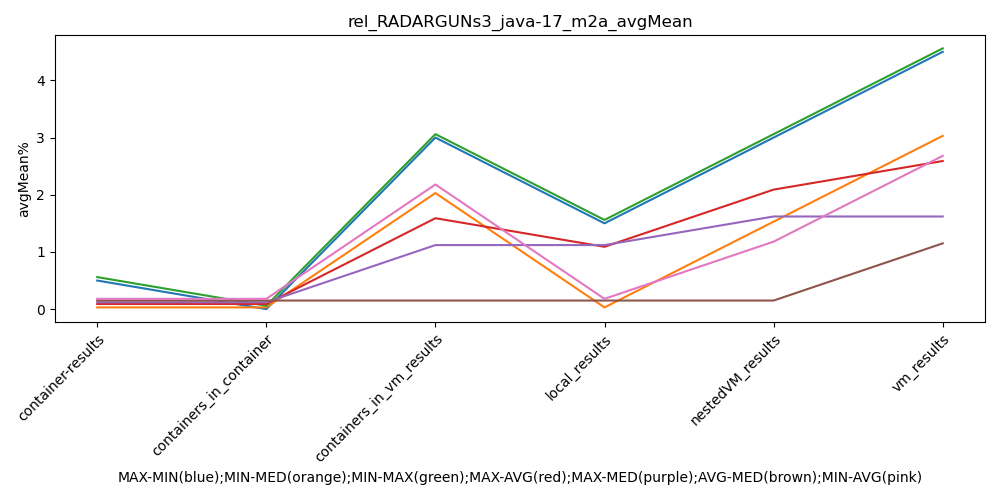 rel_RADARGUNs3_java-17_m2a_avgMean
avgMean%
4
3
2
1
0
container-results
containers_in_container
containers_in_vm_results
local_results
nestedVM_results
vm_results
MAX-MIN(blue);MIN-MED(orange);MIN-MAX(green);MAX-AVG(red);MAX-MED(purple);AVG-MED(brown);MIN-AVG(pink)